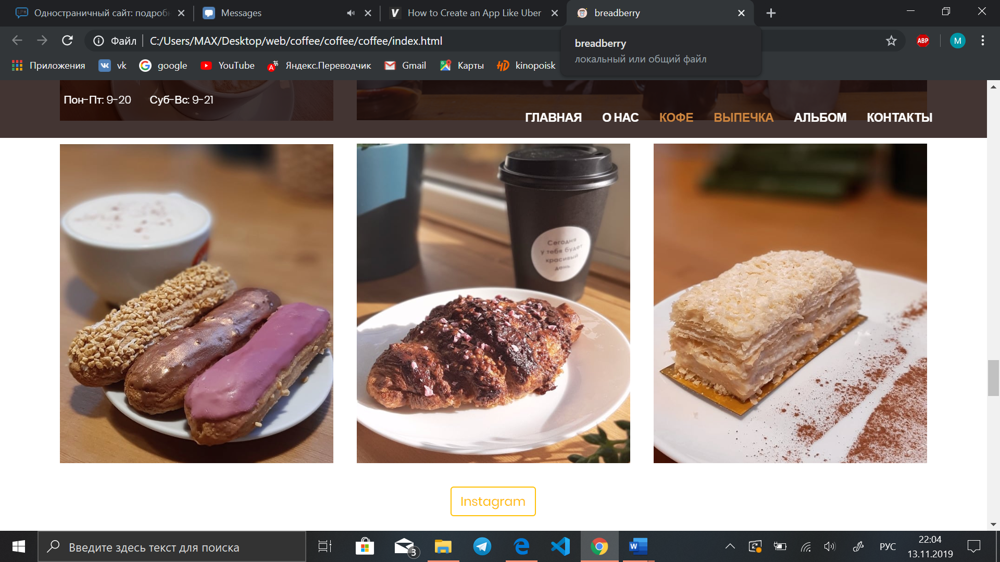 Одностраничный сайт: подробн
Messages
How to Create an App Like Uber
breadberry
Файл
C:/Users/MAX/Desktop/web/coffee/coffee/coffee/index.html
ABP
M
breadberry
локальный или общий файл
Приложения
vk
google
YouTube
Яндекс.Переводчик
Gmail
Карты
HD
kinopoisk
Пон-Пт: 9-20
Суб-Вс: 9-21
ГЛАВНАЯ
О НАС
КОФЕ
ВЫПЕЧКА
АЛЬБОМ
КОНТАКТЫ
Сегодня
у тебя будет
красивый
день
Instagram
Введите здесь текст для поиска
3
W
РУС
22:04
13.11.2019